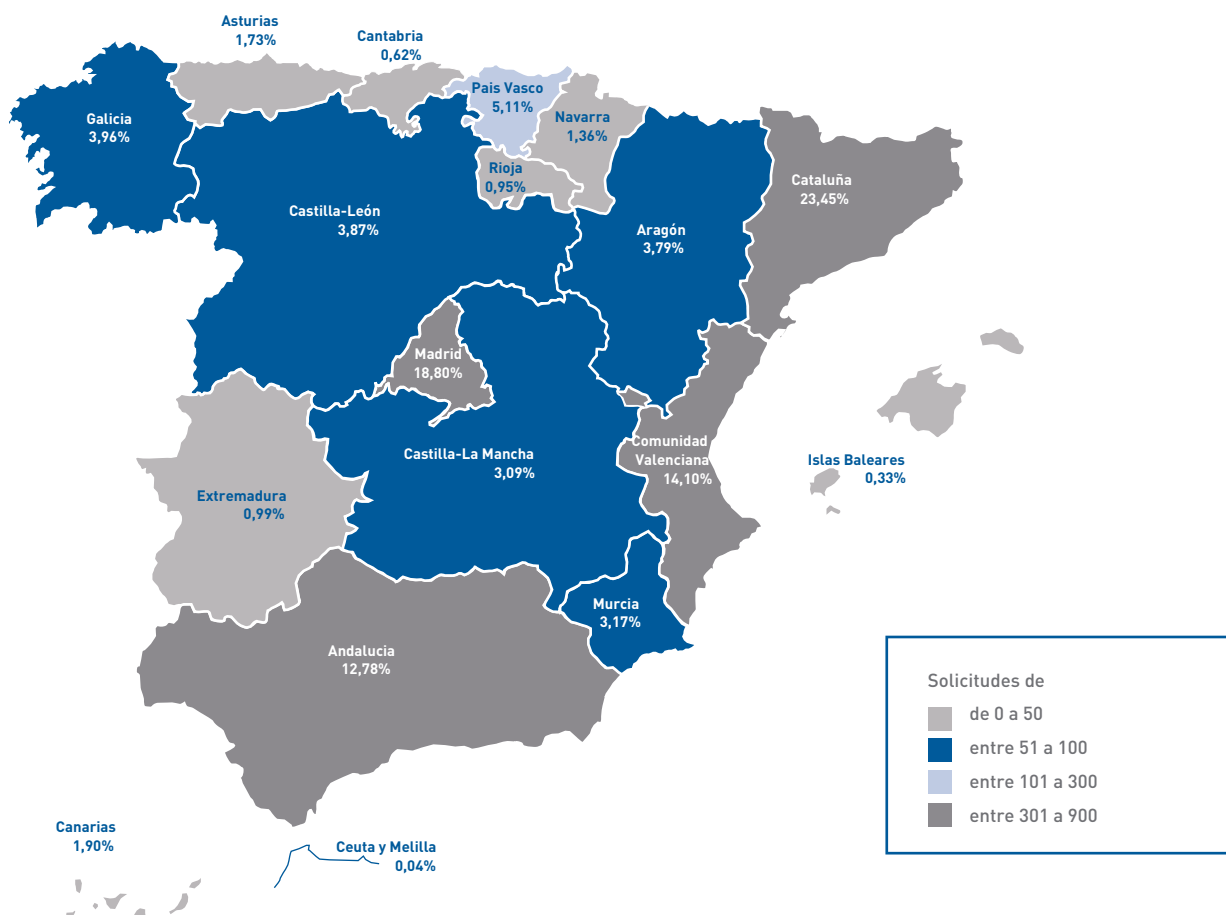 Asturias
1,73%
Cantabria
0,62%
Pais Vasco
5,11%
Galicia
3,96%
Navarra
1,36%
Rioja
0,95%
Cataluña
23,45%
Castilla-León
3,87%
Aragón
3,79%
Madrid
18,80%
Comunidad
Valenciana
14,10%
Castilla-La Mancha
3,09%
Islas Baleares
0,33%
Extremadura
0,99%
Murcia
3,17%
Andalucia
12,78%
Solicitudes de
de 0 a 50
entre 51 a 100
entre 101 a 300
entre 301 a 900
Canarias
1,90%
Ceuta y Melilla
0,04%